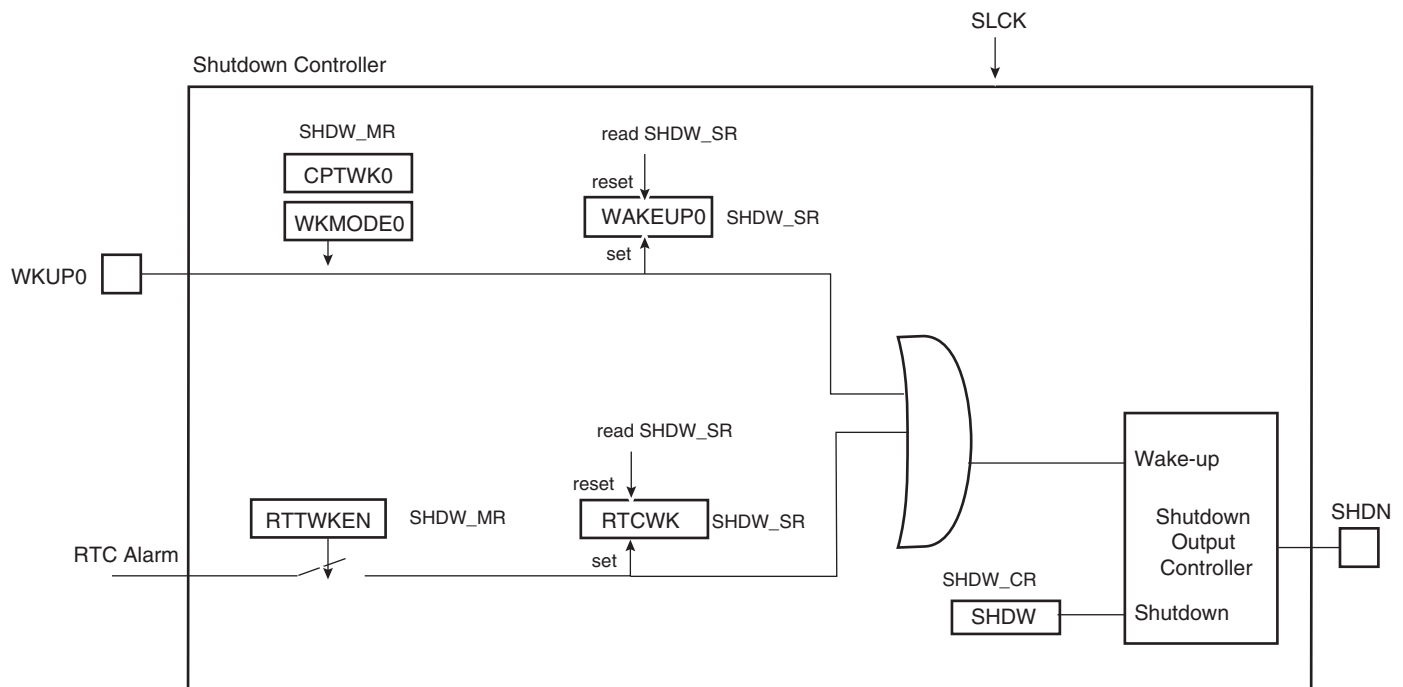 SLCK
Shutdown Controller
SHDW_MR
CPTWK0
WKMODE0
read SHDW_SR
reset
WAKEUP0
SHDW_SR
set
WKUP0
read SHDW_SR
reset
RTTWKEN
SHDW_MR
RTCWK
SHDW_SR
set
RTC Alarm
Wake-up
Shutdown
Output
Controller
SHDN
SHDW_CR
SHDW
Shutdown